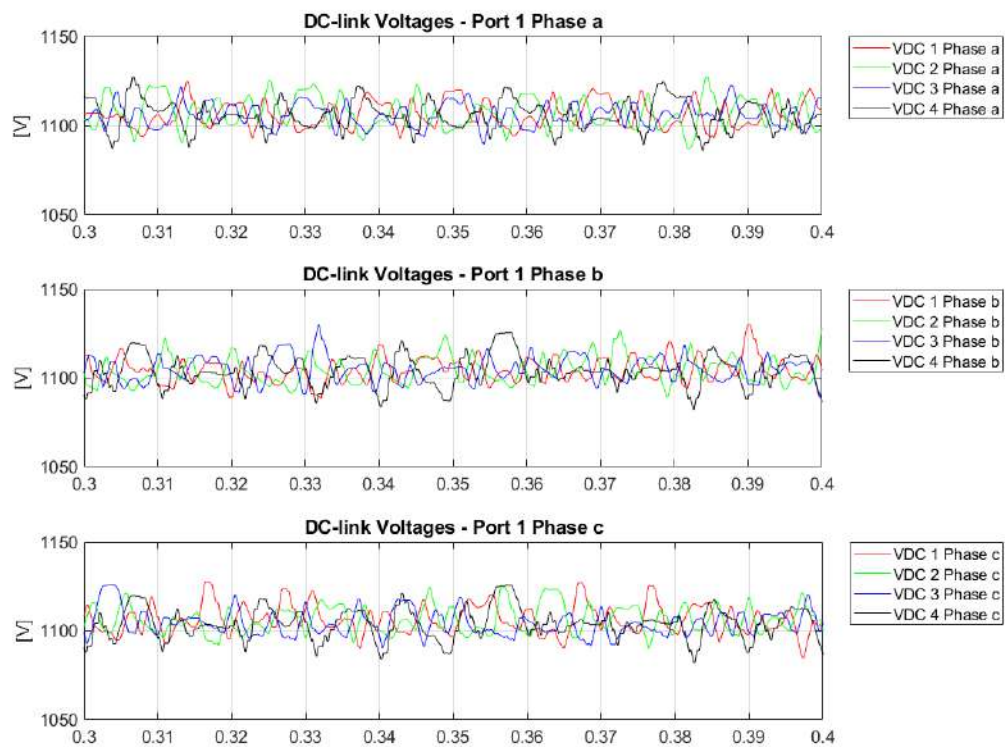 DC-link Voltages - Port 1 Phase a
1150
1100
1050
[V]
0.3 0.31 0.32 0.33 0.34 0.35 0.36 0.37 0.38 0.39 0.4
VDC 1 Phase a
VDC 2 Phase a
VDC 3 Phase a
VDC 4 Phase a
DC-link Voltages - Port 1 Phase b
1150
1100
1050
[V]
0.3 0.31 0.32 0.33 0.34 0.35 0.36 0.37 0.38 0.39 0.4
VDC 1 Phase b
VDC 2 Phase b
VDC 3 Phase b
VDC 4 Phase b
DC-link Voltages - Port 1 Phase c
1150
1100
1050
[V]
0.3 0.31 0.32 0.33 0.34 0.35 0.36 0.37 0.38 0.39 0.4
VDC 1 Phase c
VDC 2 Phase c
VDC 3 Phase c
VDC 4 Phase c